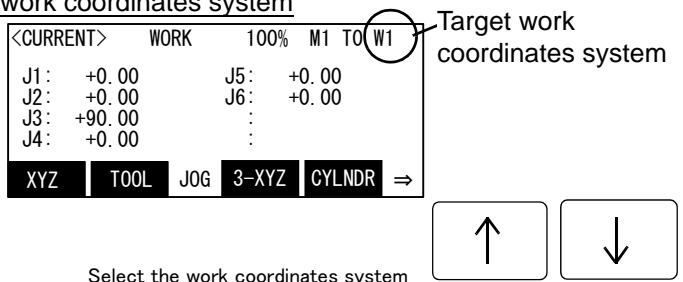 work coordinates system
<CURRENT> WORK 100% M1 TO W1
Target work
coordinates system
J1: +0.00 J5: +0.00
J2: +0.00 J6: +0.00
J3: +90.00 :
J4: +0.00 :
XYZ TOOL JOG 3-XYZ CYLNDR ⇒
↑ ↓
Select the work coordinates system